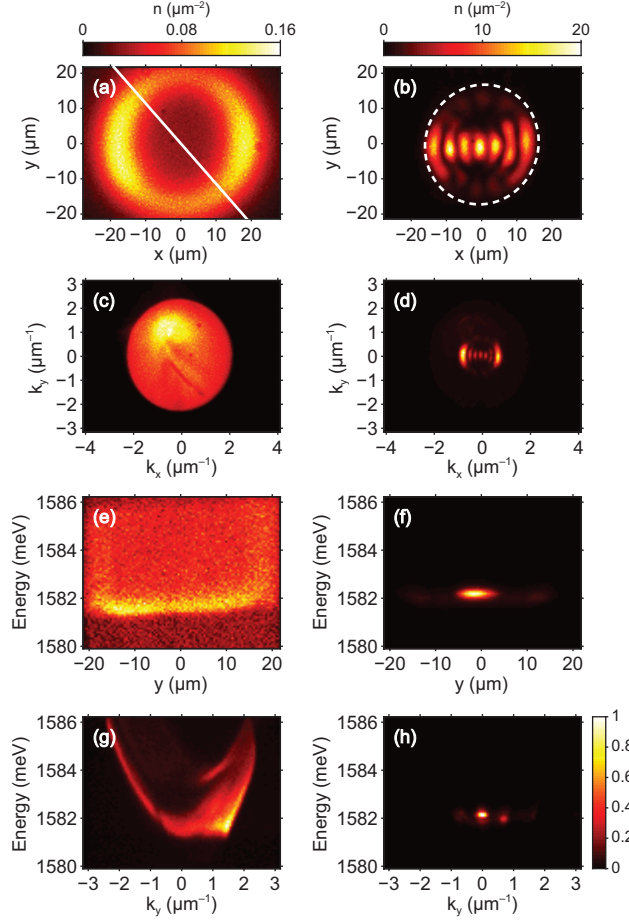 n (μm⁻²)
n (μm⁻²)
0 0.08 0.16
0 10 20
(a)
y (μm)
20
10
0
−10
−20
−20 −10 0 10 20
x (μm)
(b)
y (μm)
20
10
0
−10
−20
−20 −10 0 10 20
x (μm)
(c)
k_y (μm⁻¹)
3
2
1
0
−1
−2
−3
−4 −2 0 2 4
k_x (μm⁻¹)
(d)
k_y (μm⁻¹)
3
2
1
0
−1
−2
−3
−4 −2 0 2 4
k_x (μm⁻¹)
(e)
Energy (meV)
1586
1584
1582
1580
−20 −10 0 10 20
y (μm)
(f)
Energy (meV)
1586
1584
1582
1580
−20 −10 0 10 20
y (μm)
(g)
Energy (meV)
1586
1584
1582
1580
−3 −2 −1 0 1 2 3
k_y (μm⁻¹)
(h)
Energy (meV)
1586
1584
1582
1580
−3 −2 −1 0 1 2 3
k_y (μm⁻¹)
1
0.8
0.6
0.4
0.2
0